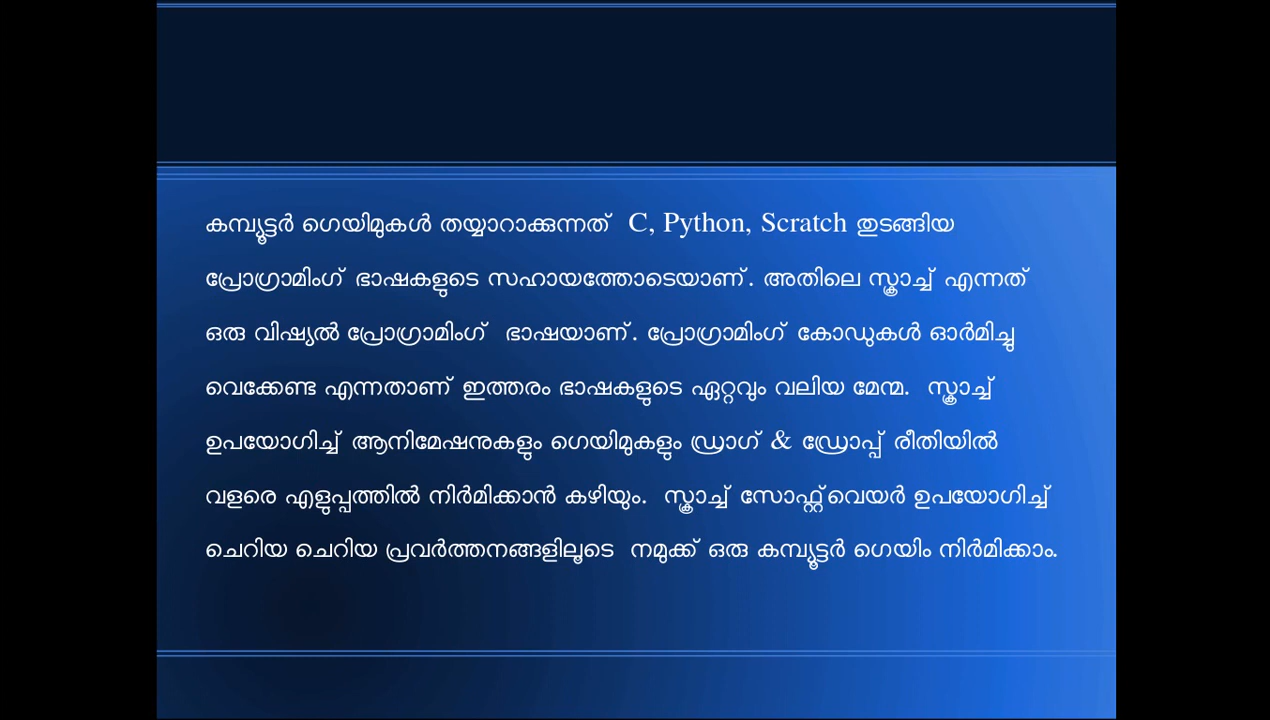 കമ്പ്യൂട്ടർ ഗെയിമുകൾ തയ്യാറാക്കുന്നത് C, Python, Scratch തുടങ്ങിയ
പ്രോഗ്രാമിംഗ് ഭാഷകളുടെ സഹായത്തോടെയാണ്. അതിലെ സ്ക്രാച്ച് എന്നത്
ഒരു വിഷ്യൽ പ്രോഗ്രാമിംഗ് ഭാഷയാണ്. പ്രോഗ്രാമിംഗ് കോഡുകൾ ഓർമിച്ചു
വെക്കേണ്ട എന്നതാണ് ഇത്തരം ഭാഷകളുടെ ഏറ്റവും വലിയ മേന്മ. സ്ക്രാച്ച്
ഉപയോഗിച്ച് ആനിമേഷനുകളും ഗെയിമുകളും ഡ്രാഗ് & ഡ്രോപ്പ് രീതിയിൽ
വളരെ എളുപ്പത്തിൽ നിർമിക്കാൻ കഴിയും. സ്ക്രാച്ച് സോഫ്റ്റ്‌വെയർ ഉപയോഗിച്ച്
ചെറിയ ചെറിയ പ്രവർത്തനങ്ങളിലൂടെ നമുക്ക് ഒരു കമ്പ്യൂട്ടർ ഗെയിം നിർമിക്കാം.